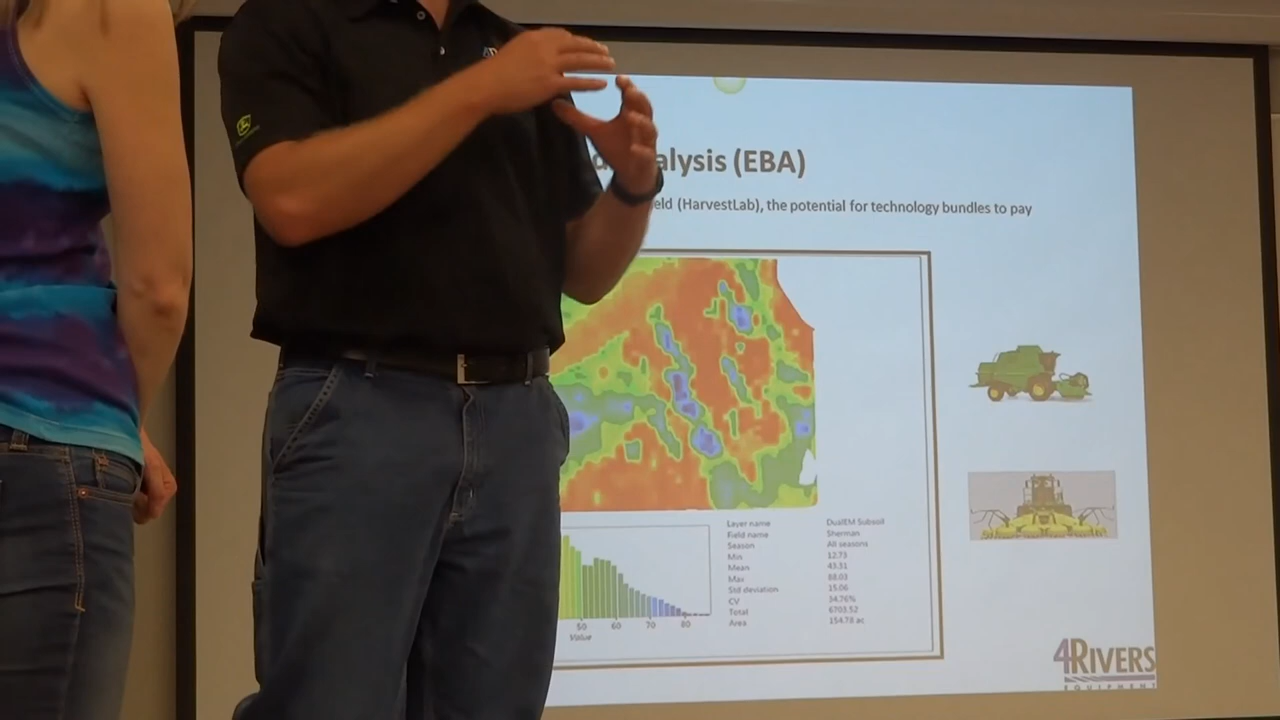 alysis (EBA)
eld (HarvestLab), the potential for technology bundles to pay
Layer name DualEM Subsoil
Field name Sherman
Season All seasons
Min 12.73
Mean 43.31
Max 88.03
Std deviation 15.06
CV 34.76%
Total 6703.52
Area 154.78 ac
50 60 70 80
Value
4RIVERS
EQUIPMENT